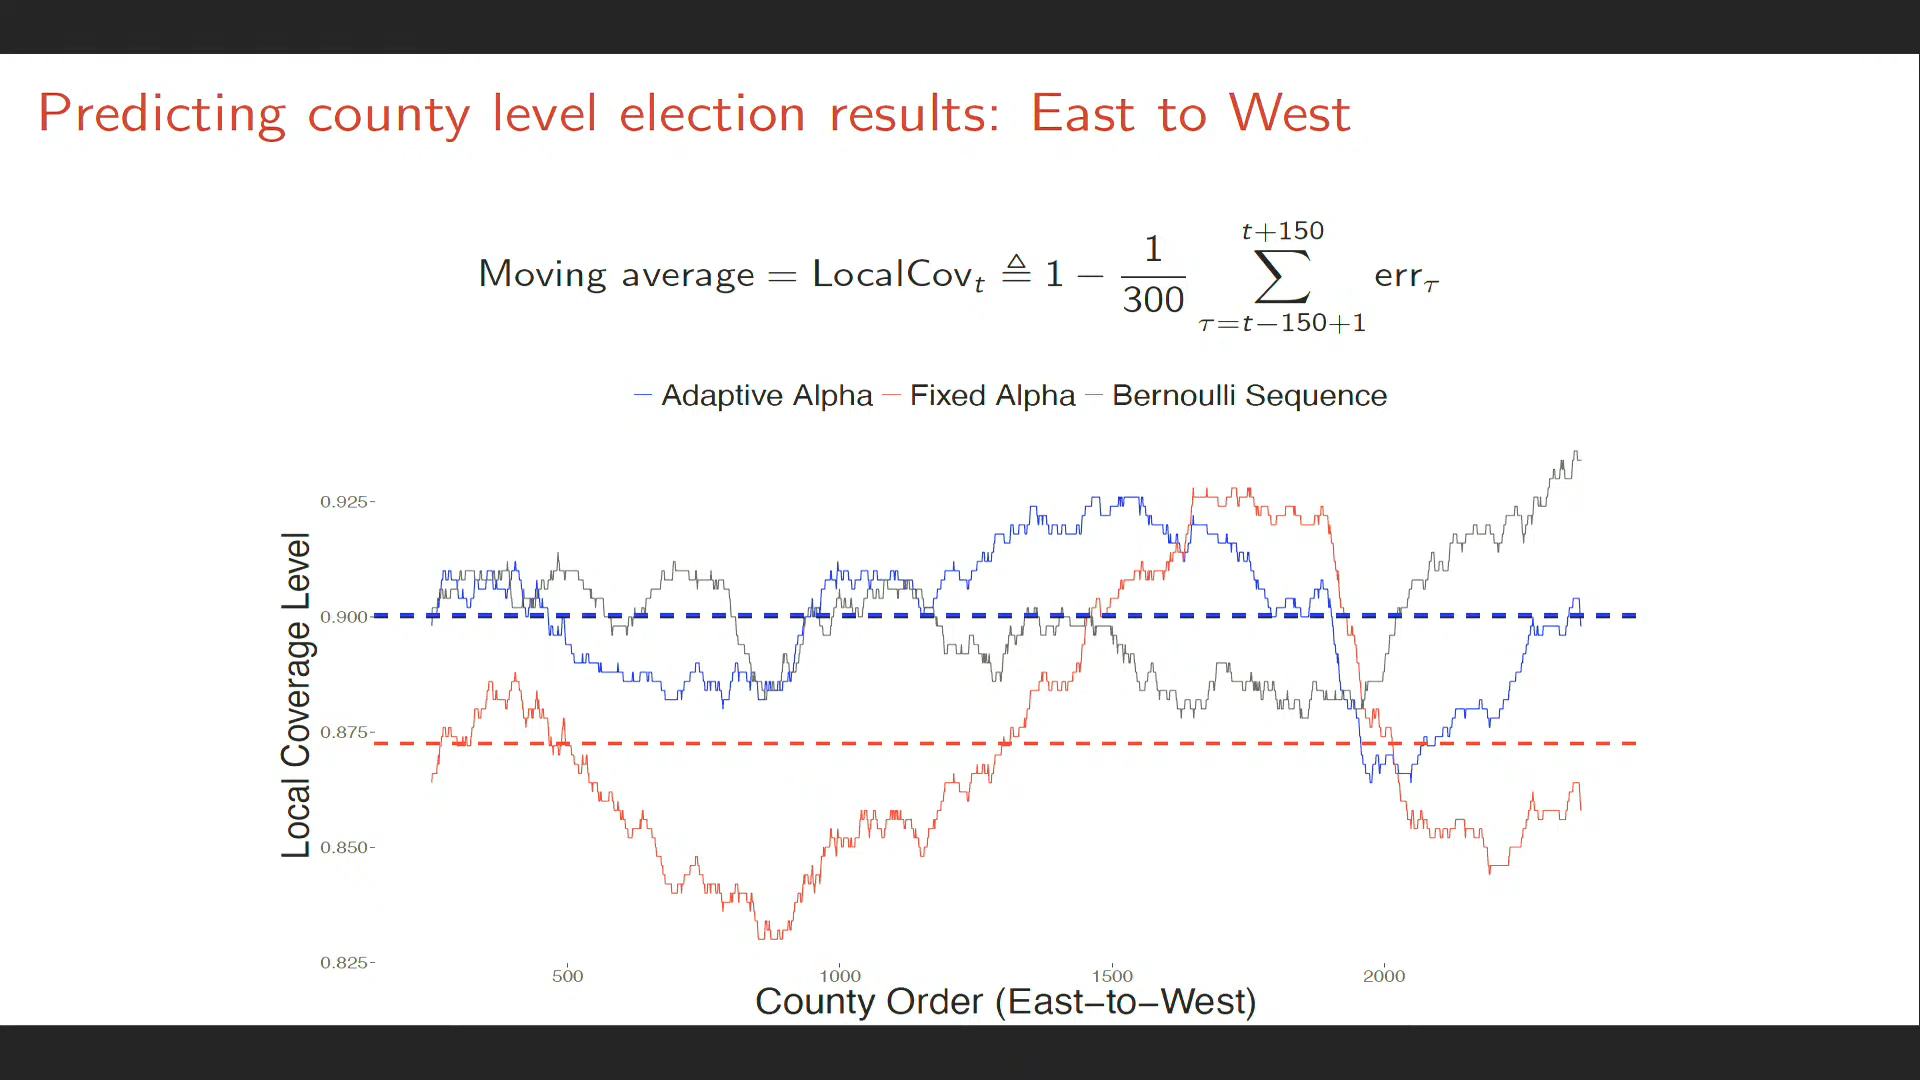 Predicting county level election results: East to West
t+150
Moving average = LocalCov_t ≜ 1 − 1/300 ∑ err_τ
τ=t−150+1
Adaptive Alpha Fixed Alpha Bernoulli Sequence
Local Coverage Level
0.925
0.900
0.875
0.850
0.825
500 1000 1500 2000
County Order (East−to−West)